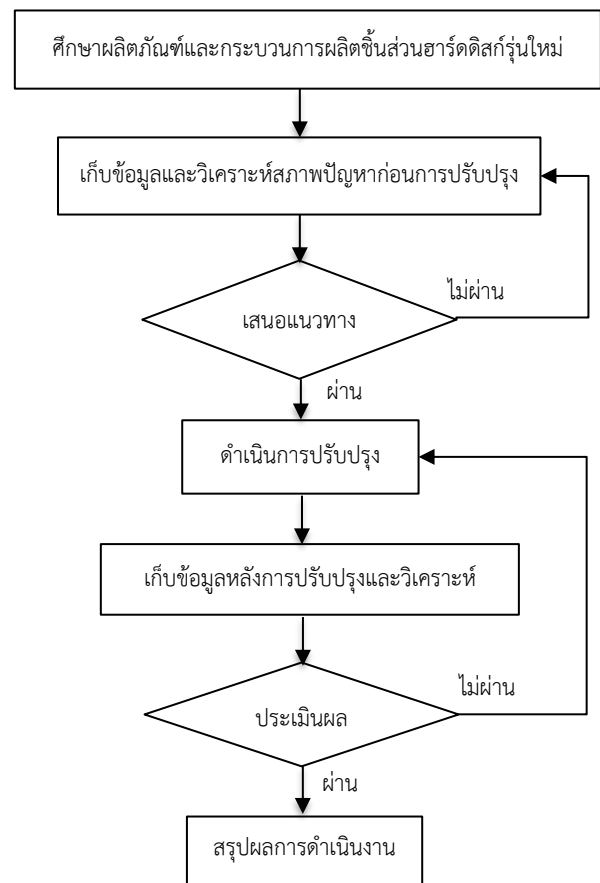 ศึกษาผลิตภัณฑ์และกระบวนการผลิตชิ้นส่วนฮาร์ดดิสก์รุ่นใหม่
เก็บข้อมูลและวิเคราะห์สภาพปัญหาก่อนการปรับปรุง
ไม่ผ่าน
เสนอแนวทาง
ผ่าน
ดำเนินการปรับปรุง
เก็บข้อมูลหลังการปรับปรุงและวิเคราะห์
ไม่ผ่าน
ประเมินผล
ผ่าน
สรุปผลการดำเนินงาน